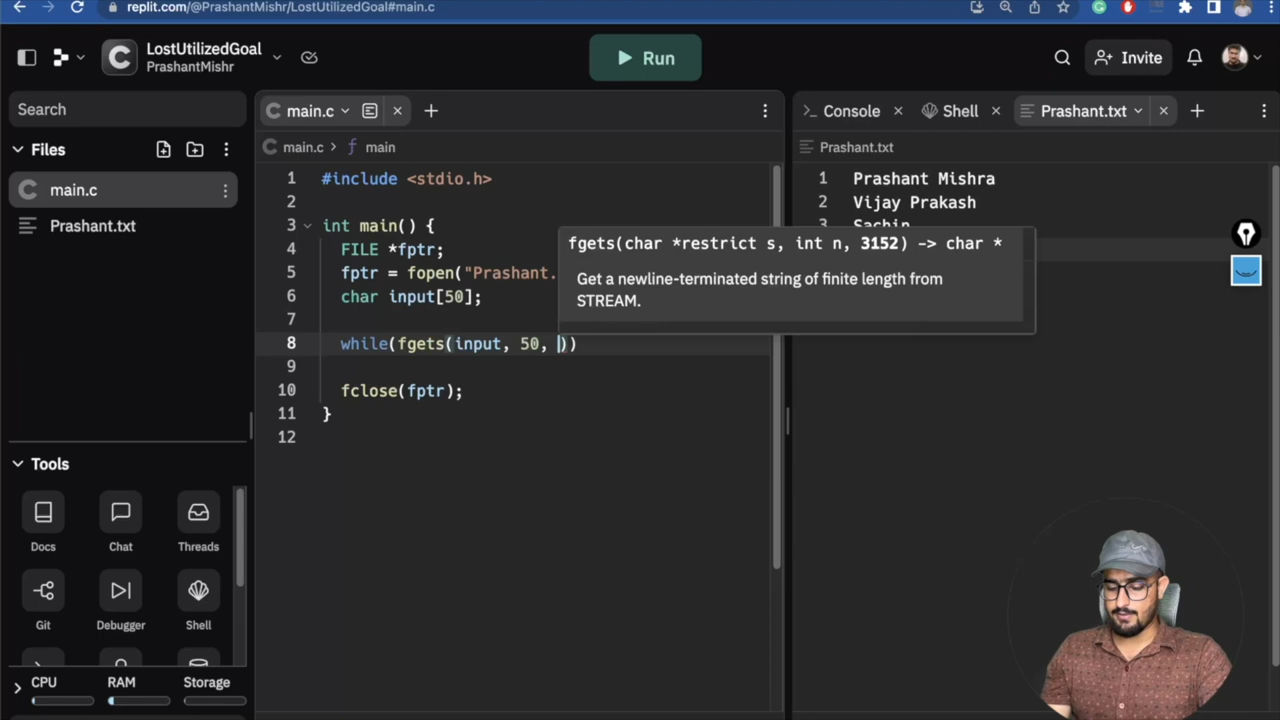 replit.com/@PrashantMishr/LostUtilizedGoal#main.c
LostUtilizedGoal
PrashantMishr
Run
Invite
Search
Files
main.c
Prashant.txt
Tools
Docs
Chat
Threads
Git
Debugger
Shell
CPU
RAM
Storage
main.c
main.c
main
1 #include <stdio.h>
2
3 int main() {
4 FILE *fptr;
5 fptr = fopen("Prashant.
6 char input[50];
7
8 while(fgets(input, 50, ))
9
10 fclose(fptr);
11 }
12
fgets(char *restrict s, int n, 3152) -> char *
Get a newline-terminated string of finite length from
STREAM.
Console
Shell
Prashant.txt
Prashant.txt
1 Prashant Mishra
2 Vijay Prakash
3 Sachin